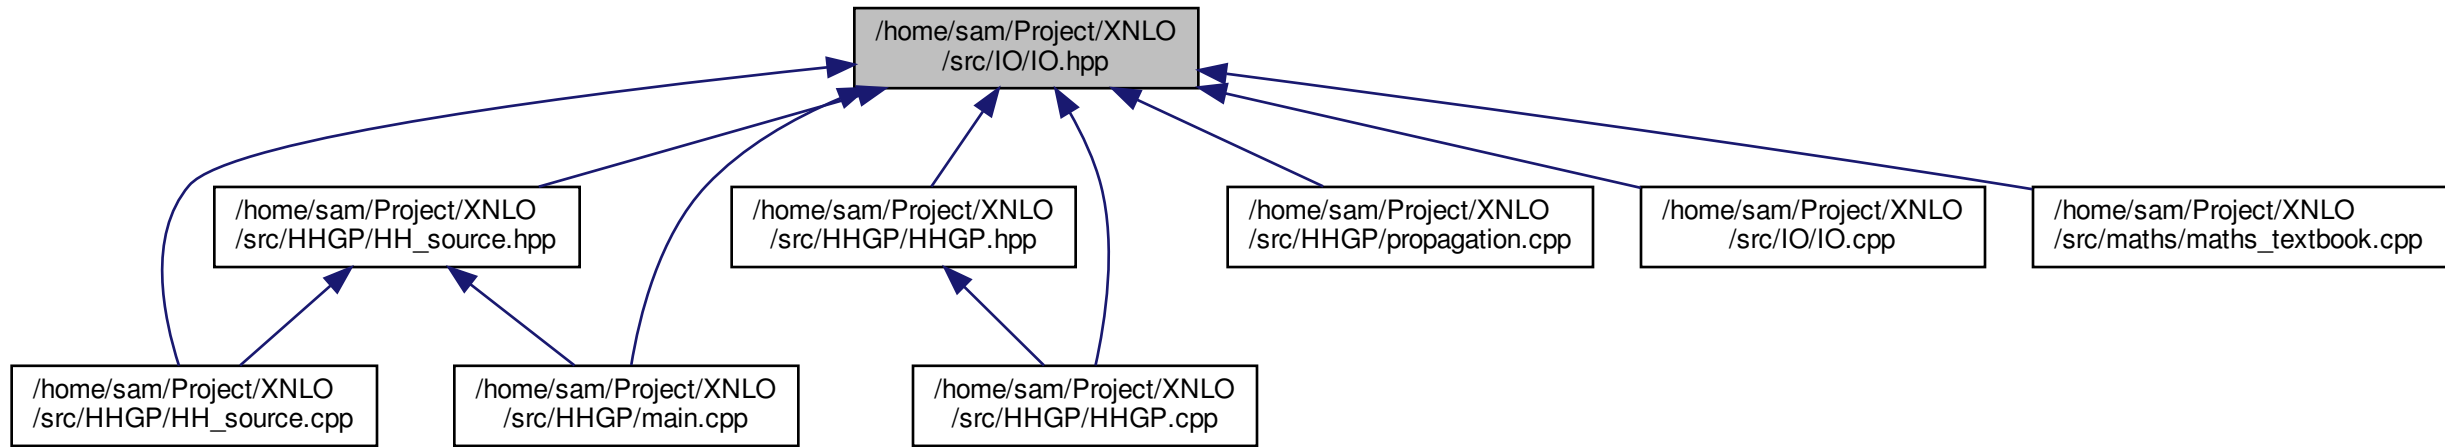 /home/sam/Project/XNLO
/src/IO/IO.hpp
/home/sam/Project/XNLO
/src/HHGP/HH_source.hpp
/home/sam/Project/XNLO
/src/HHGP/HHGP.hpp
/home/sam/Project/XNLO
/src/HHGP/propagation.cpp
/home/sam/Project/XNLO
/src/IO/IO.cpp
/home/sam/Project/XNLO
/src/maths/maths_textbook.cpp
/home/sam/Project/XNLO
/src/HHGP/HH_source.cpp
/home/sam/Project/XNLO
/src/HHGP/main.cpp
/home/sam/Project/XNLO
/src/HHGP/HHGP.cpp